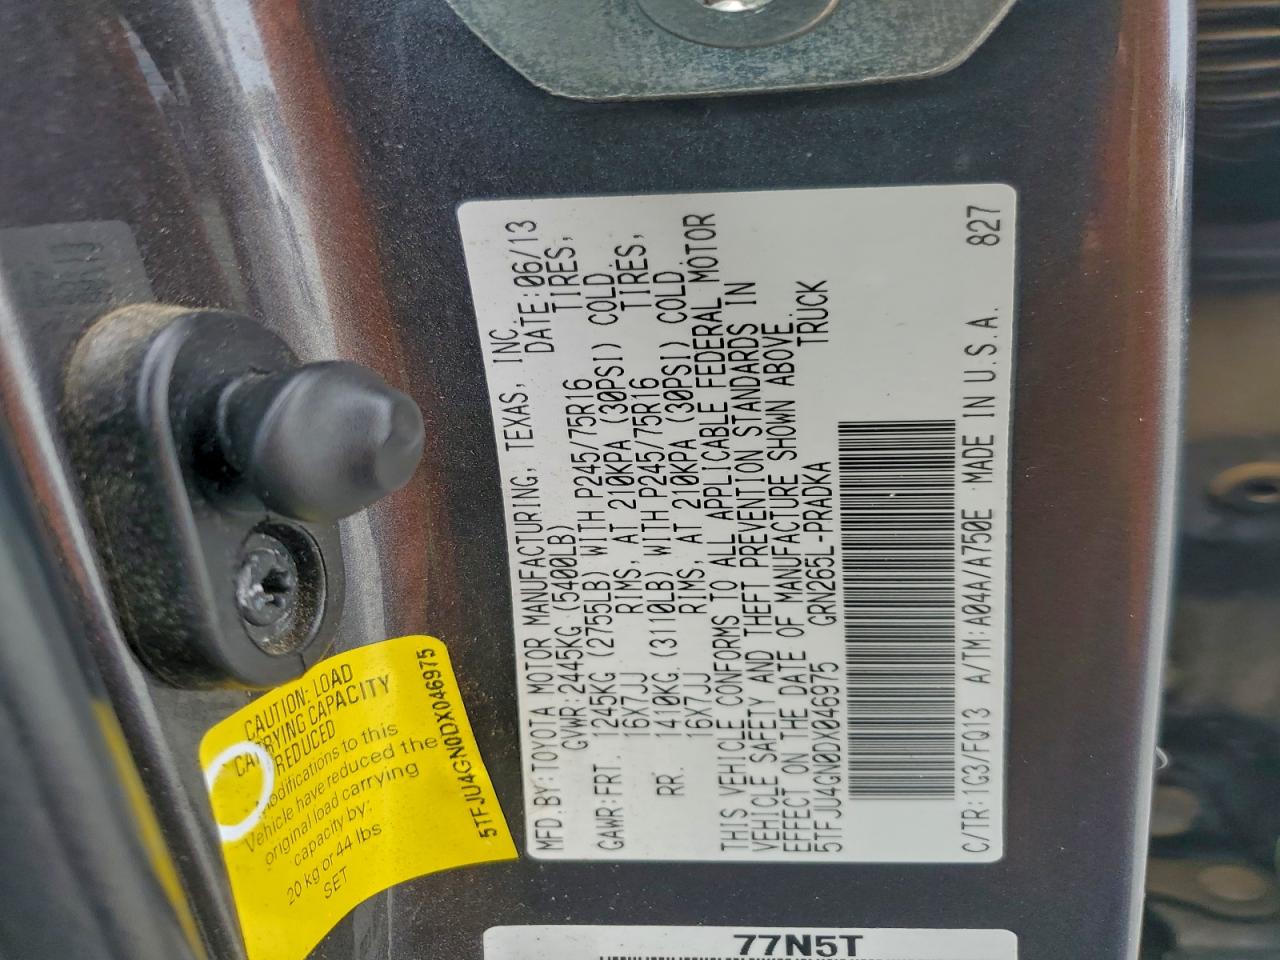 MFD.BY:TOYOTA MOTOR MANUFACTURING, TEXAS, INC.
GVWR:2445KG (5400LB) DATE:06/13
GAWR:FRT. 1245KG (2755LB) WITH P245/75R16 TIRES,
16X7JJ RIMS, AT 210KPA (30PSI) COLD.
RR. 1410KG (3110LB) WITH P245/75R16 TIRES,
16X7JJ RIMS, AT 210KPA (30PSI) COLD.
THIS VEHICLE CONFORMS TO ALL APPLICABLE FEDERAL MOTOR
VEHICLE SAFETY AND THEFT PREVENTION STANDARDS IN
EFFECT ON THE DATE OF MANUFACTURE SHOWN ABOVE.
5TFJU4GN0DX046975 GRN265L-PRADKA TRUCK
C/TR:1G3/FQ13 A/TM:A04A/A750E MADE IN U.S.A. 827
CAUTION: LOAD
CARRYING CAPACITY
REDUCED
Modifications to this
Vehicle have reduced the
original load carrying
capacity by:
20 kg or 44 lbs
SET
5TFJU4GN0DX046975
77N5T